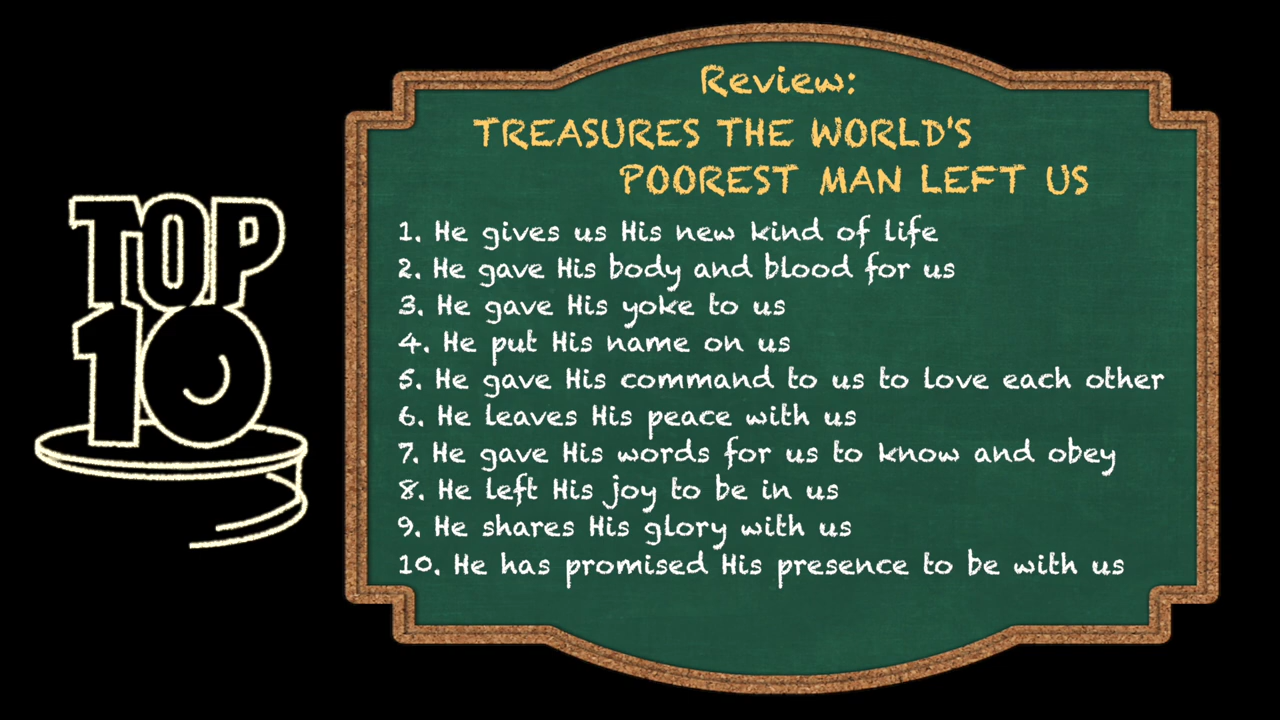 TOP
10
Review:
TREASURES THE WORLD'S
POOREST MAN LEFT US
1. He gives us His new kind of life
2. He gave His body and blood for us
3. He gave His yoke to us
4. He put His name on us
5. He gave His command to us to love each other
6. He leaves His peace with us
7. He gave His words for us to know and obey
8. He left His joy to be in us
9. He shares His glory with us
10. He has promised His presence to be with us